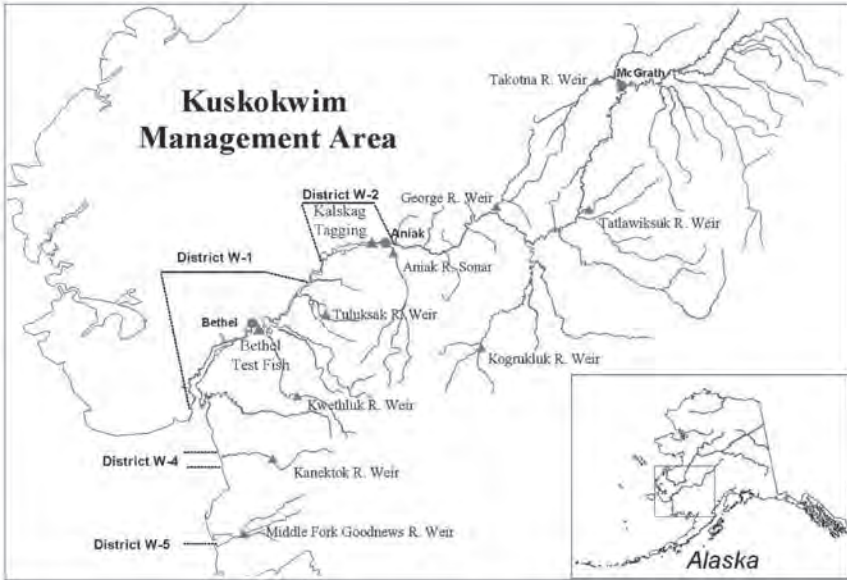 Kuskokwim
Management Area
Takotna R. Weir
McGrath
District W-2
Kalskag
Tagging
George R. Weir
Aniak
Tatlawiksuk R. Weir
Aniak R. Sonar
District W-1
Tuluksak R. Weir
Bethel
Bethel
Test Fish
Kogrukluk R. Weir
Kwethluk R. Weir
District W-4
Kanektok R. Weir
Middle Fork Goodnews R. Weir
District W-5
Alaska